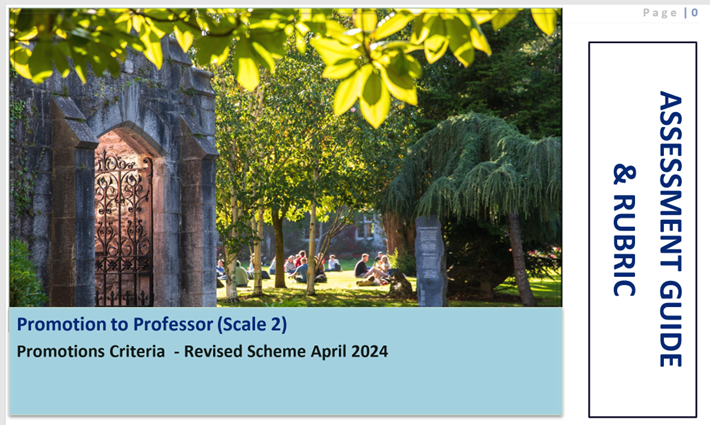 Page | 0
ASSESSMENT GUIDE
& RUBRIC
Promotion to Professor (Scale 2)
Promotions Criteria - Revised Scheme April 2024